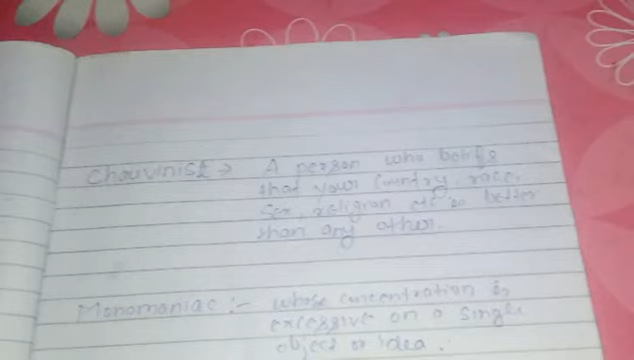 Chauvinist → A person who belifs
that your Country, race,
Sex, religion etc is better
than any other.
Monomaniac :- whose concentration is
excessive on a single
object or idea.